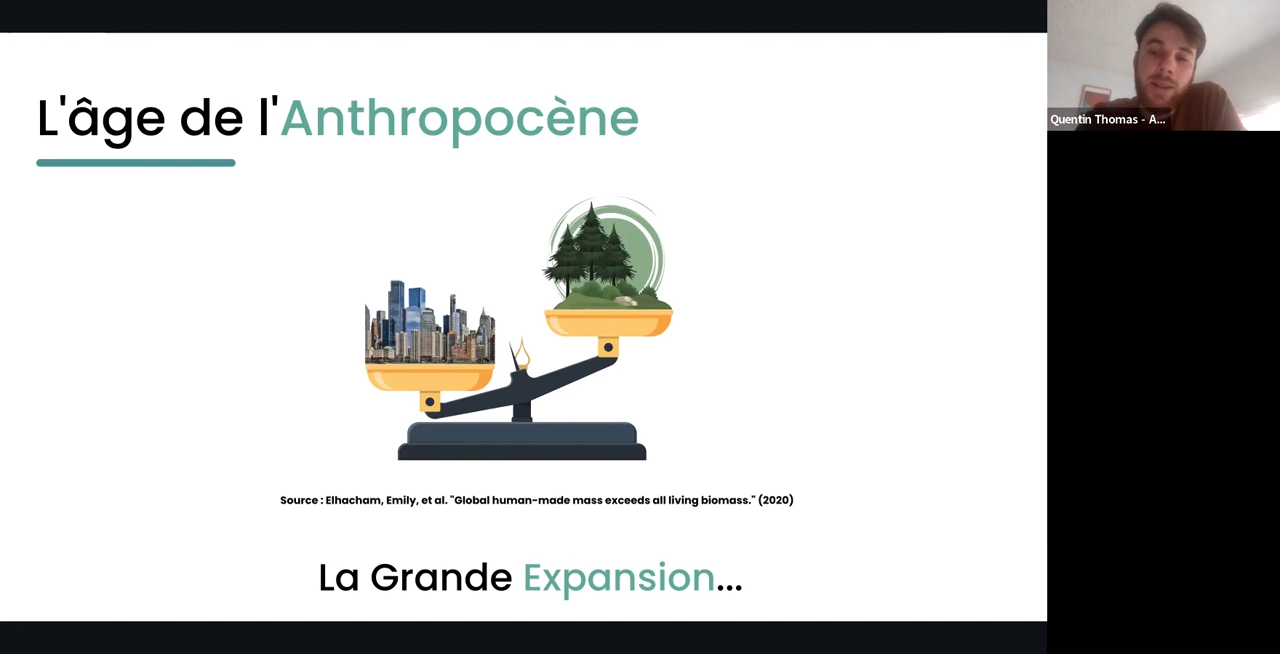 L'âge de l'Anthropocène
Quentin Thomas - A...
Source : Elhacham, Emily, et al. "Global human-made mass exceeds all living biomass." (2020)
La Grande Expansion...